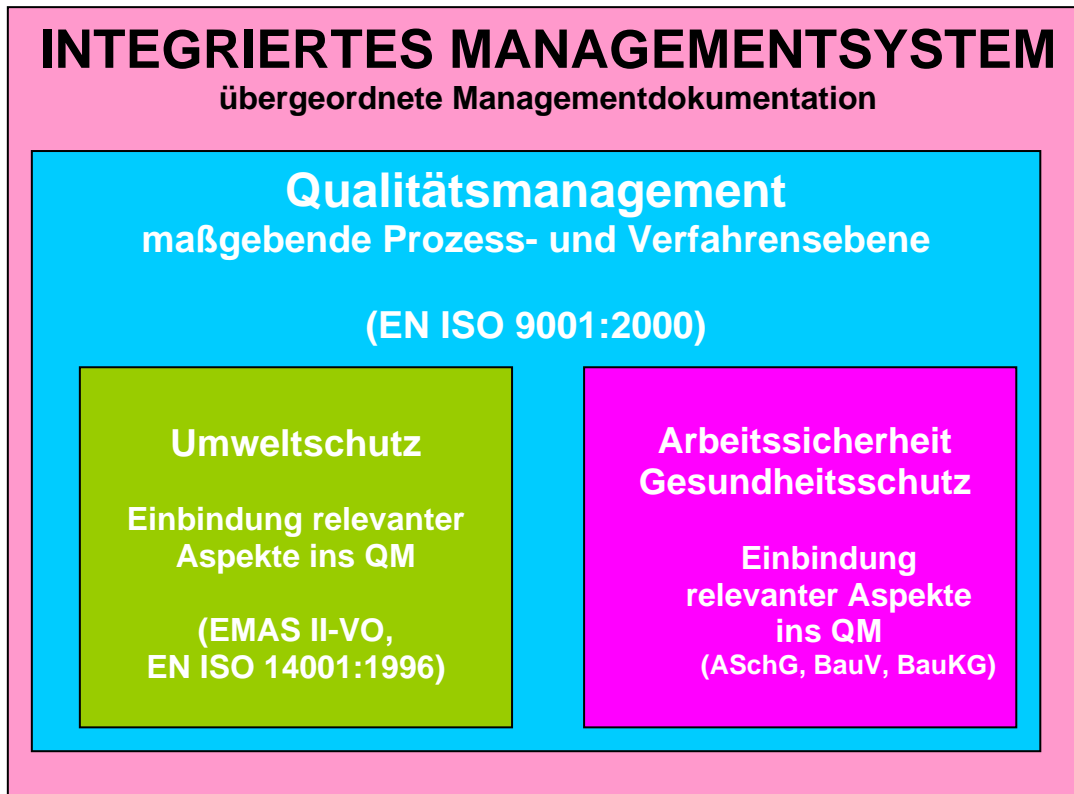 INTEGRIERTES MANAGEMENTSYSTEM
übergeordnete Managementdokumentation
Qualitätsmanagement
maßgebende Prozess- und Verfahrensebene
(EN ISO 9001:2000)
Umweltschutz
Einbindung relevanter
Aspekte ins QM
(EMAS II-VO,
EN ISO 14001:1996)
Arbeitssicherheit
Gesundheitsschutz
Einbindung
relevanter Aspekte
ins QM
(ASchG, BauV, BauKG)